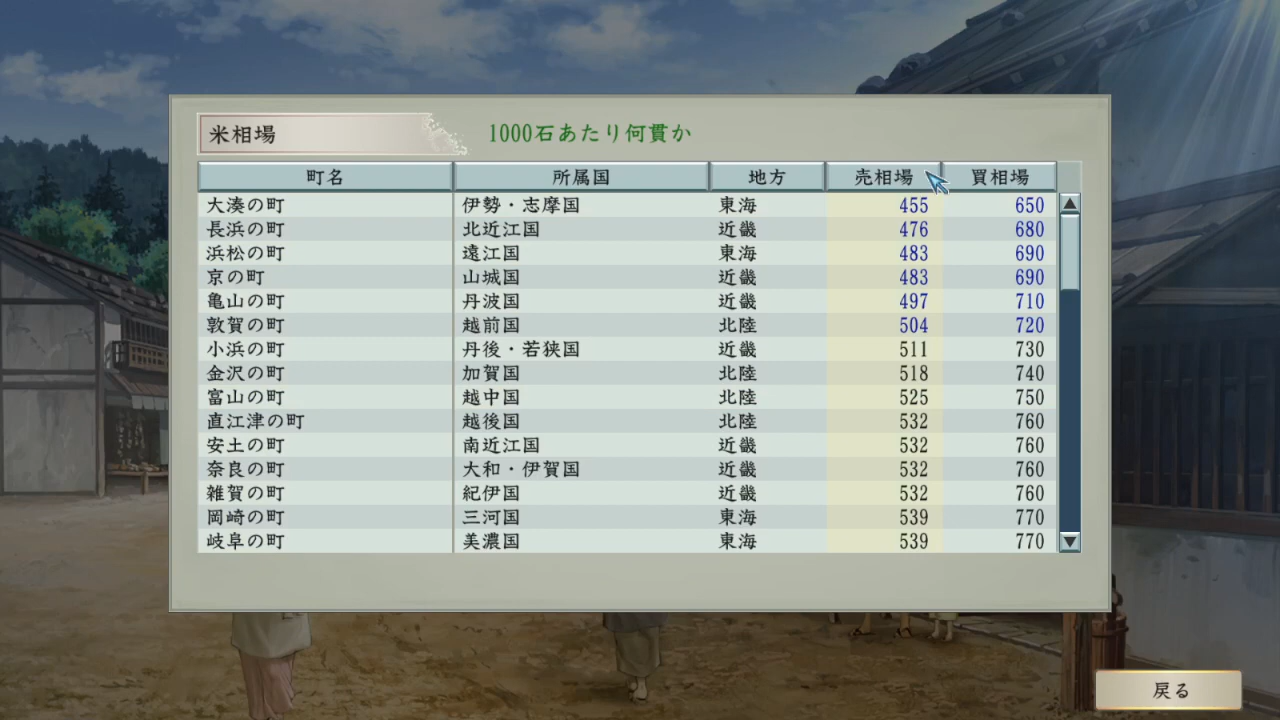 米相場 1000石あたり何貫か
町名 所属国 地方 売相場 買相場
大湊の町 伊勢・志摩国 東海 455 650
長浜の町 北近江国 近畿 476 680
浜松の町 遠江国 東海 483 690
京の町 山城国 近畿 483 690
亀山の町 丹波国 近畿 497 710
敦賀の町 越前国 北陸 504 720
小浜の町 丹後・若狭国 近畿 511 730
金沢の町 加賀国 北陸 518 740
富山の町 越中国 北陸 525 750
直江津の町 越後国 北陸 532 760
安土の町 南近江国 近畿 532 760
奈良の町 大和・伊賀国 近畿 532 760
雑賀の町 紀伊国 近畿 532 760
岡崎の町 三河国 東海 539 770
岐阜の町 美濃国 東海 539 770
戻る